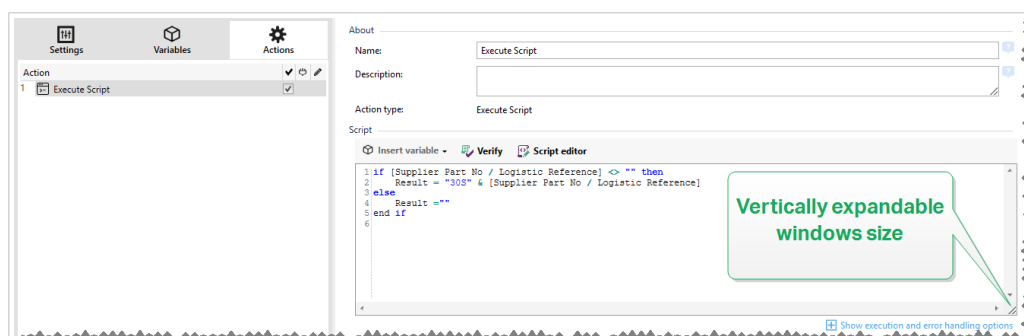 Settings
Variables
Actions
Action
1 Execute Script
About
Name:
Execute Script
Description:
Action type:
Execute Script
Script
Insert variable
Verify
Script editor
1 if [Supplier Part No / Logistic Reference] <> "" then
2 Result = "30S" & [Supplier Part No / Logistic Reference]
3 else
4 Result =""
5 end if
6
Vertically expandable
windows size
Show execution and error handling options